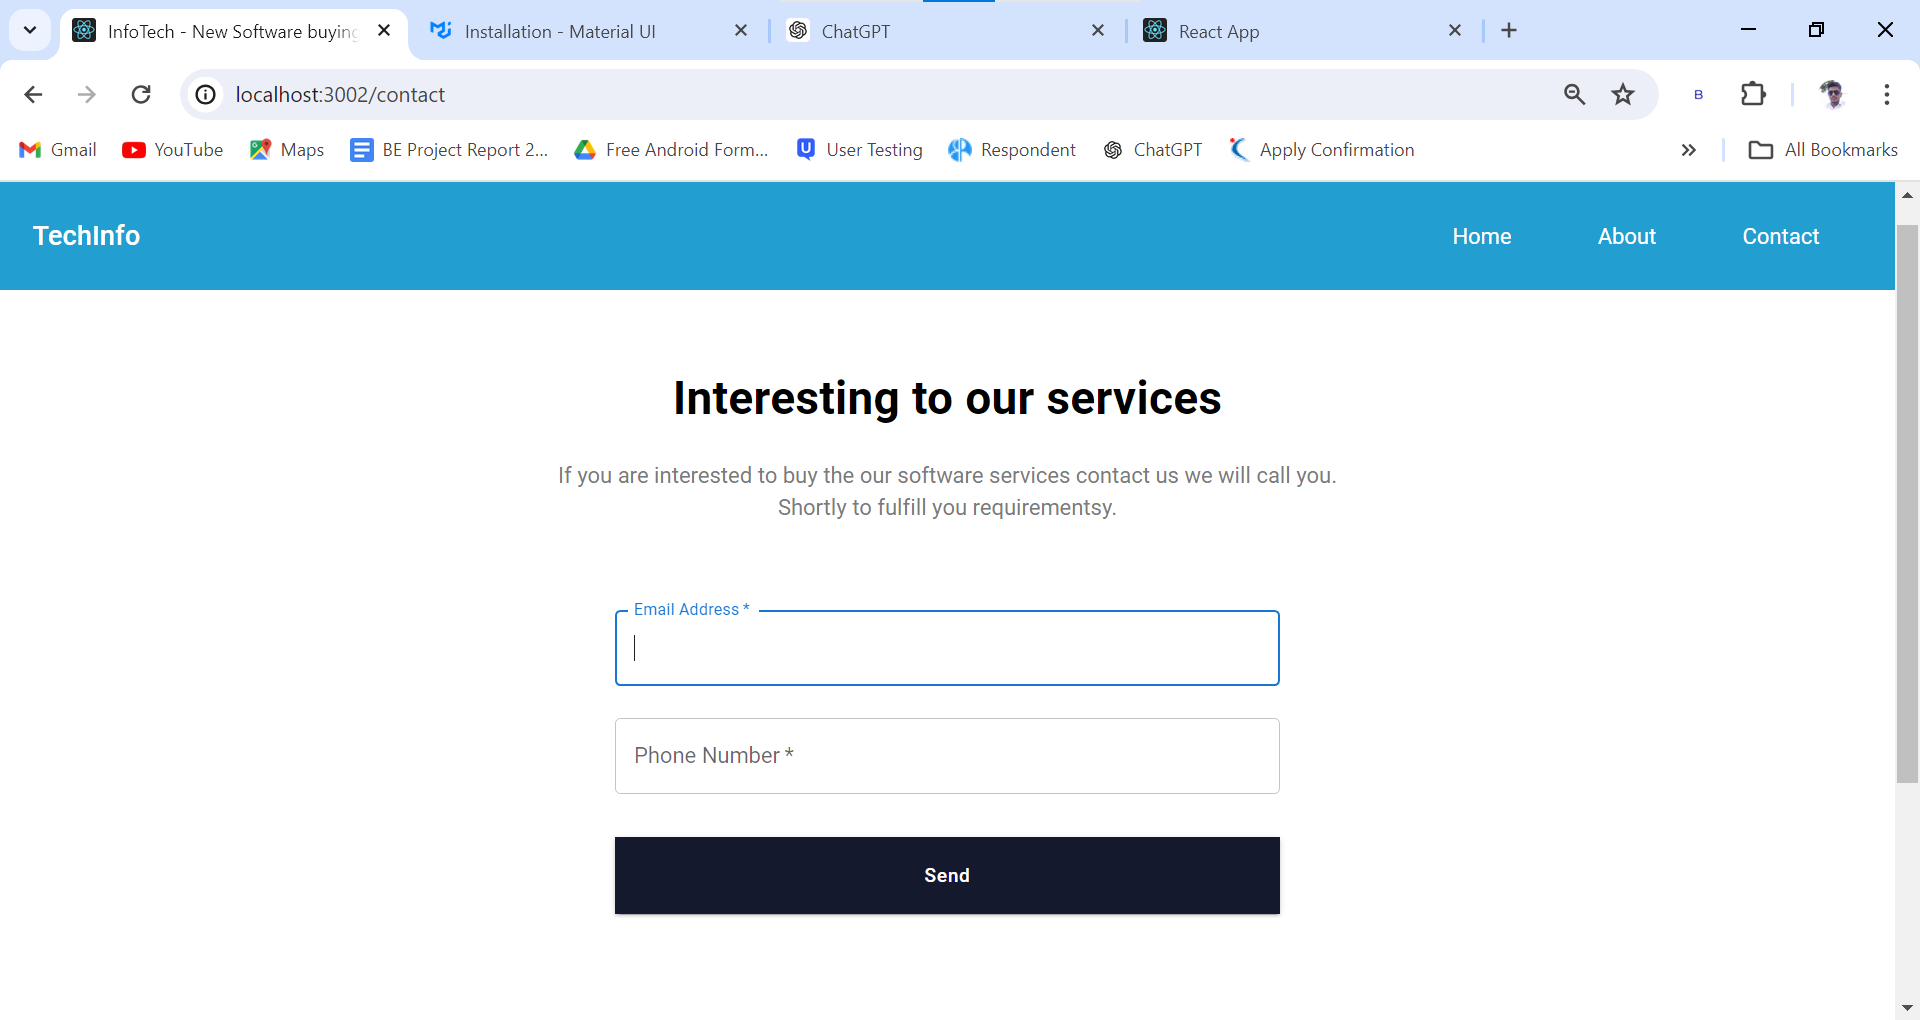 InfoTech - New Software buying
Installation - Material UI
ChatGPT
React App
localhost:3002/contact
B
Gmail
YouTube
Maps
BE Project Report 2...
Free Android Form...
User Testing
Respondent
ChatGPT
Apply Confirmation
All Bookmarks
TechInfo
Home
About
Contact
Interesting to our services
If you are interested to buy the our software services contact us we will call you.
Shortly to fulfill you requirementsy.
Email Address *
Phone Number *
Send